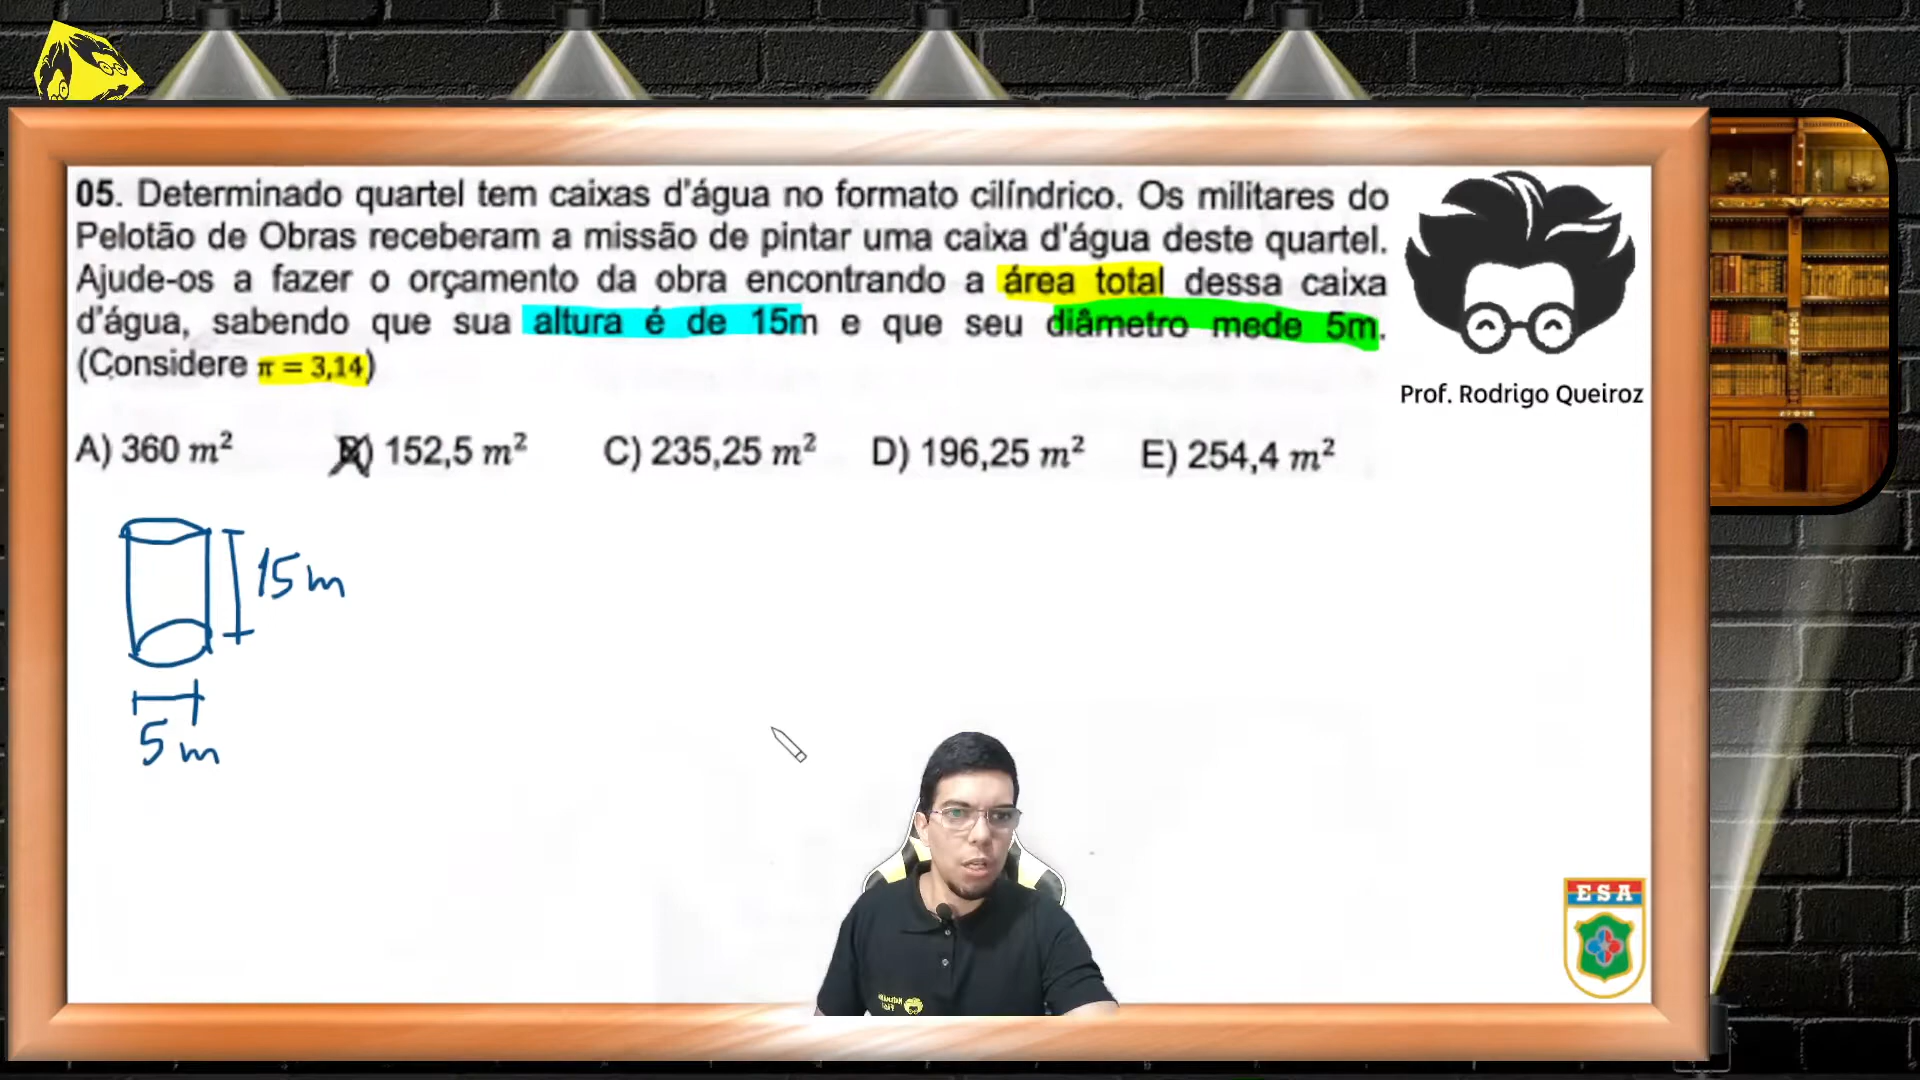 05. Determinado quartel tem caixas d'água no formato cilíndrico. Os militares do
Pelotão de Obras receberam a missão de pintar uma caixa d'água deste quartel.
Ajude-os a fazer o orçamento da obra encontrando a área total dessa caixa
d'água, sabendo que sua altura é de 15m e que seu diâmetro mede 5m.
(Considere π = 3,14)
Prof. Rodrigo Queiroz
A) 360 m² B) 152,5 m² C) 235,25 m² D) 196,25 m² E) 254,4 m²
15 m
5 m
ESA